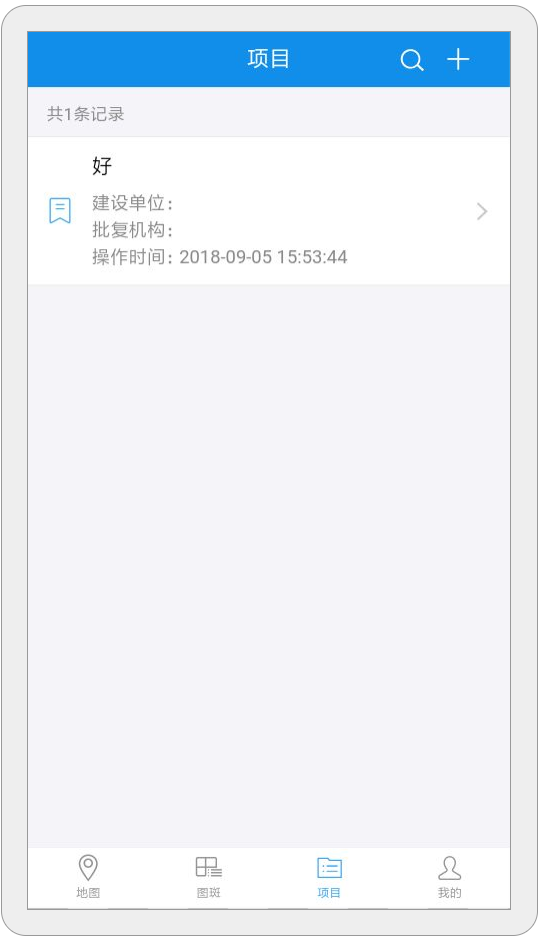 项目
共1条记录
好
建设单位：
批复机构：
操作时间：2018-09-05 15:53:44
地图
图斑
项目
我的